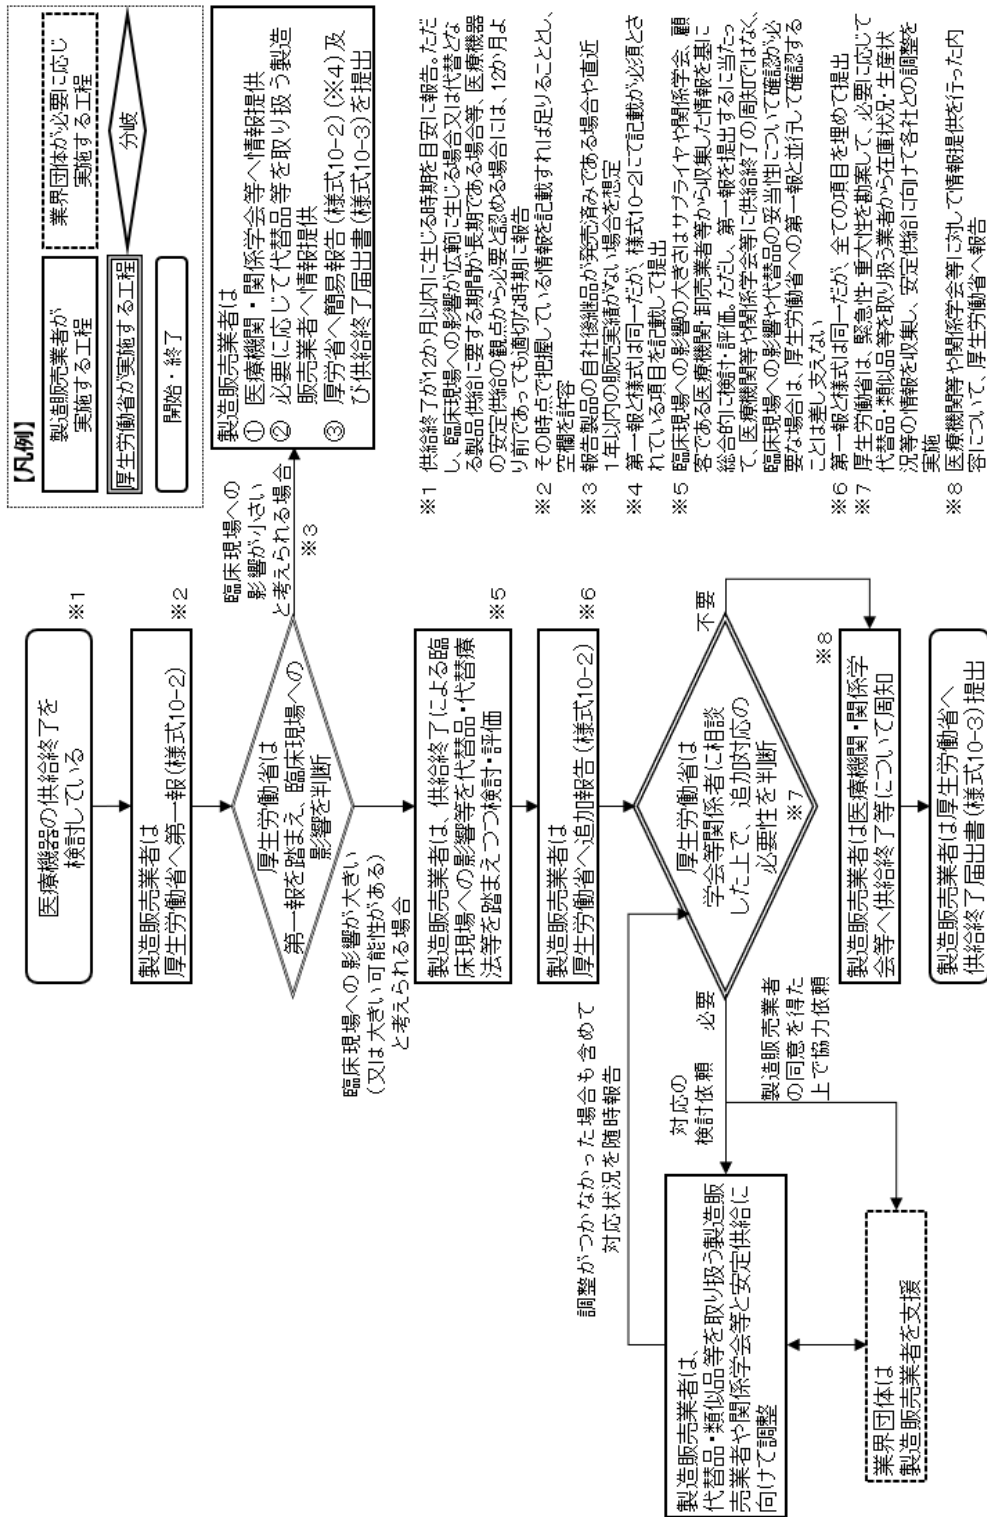 【凡例】
製造販売業者が
実施する工程
業界団体が必要に応じ
実施する工程
厚生労働省が実施する工程
分岐
開始・終了
医療機器の供給終了を
検討している
※1
製造販売業者は
厚生労働省へ第一報(様式10-2)
※2
厚生労働省は
第一報を踏まえ、臨床現場への
影響を判断
臨床現場への
影響が小さい
と考えられる場合
※3
製造販売業者は
① 医療機関・関係学会等へ情報提供
② 必要に応じて代替品等を取り扱う製造
販売業者へ情報提供
③ 厚労省へ簡易報告(様式10-2)(※4)及
び供給終了届出書(様式10-3)を提出
臨床現場への影響が大きい
(又は大きい可能性がある)
と考えられる場合
製造販売業者は、供給終了による臨
床現場への影響等を代替品・代替療
法等を踏まえつつ検討・評価
※5
製造販売業者は
厚生労働省へ追加報告(様式10-2)
※6
厚生労働省は
学会等関係者に相談
した上で、追加対応の
必要性を判断
※7
不要
必要
調整がつかなかった場合も含めて
対応状況を随時報告
対応の
検討依頼
製造販売業者
の同意を得た
上で協力依頼
製造販売業者は、
代替品・類似品等を取り扱う製造販
売業者や関係学会等と安定供給に
向けて調整
業界団体は
製造販売業者を支援
※8
製造販売業者は医療機関・関係学
会等へ供給終了等について周知
製造販売業者は厚生労働省へ
供給終了届出書(様式10-3)提出
※1 供給終了が12か月以内に生じる時期を目安に報告。ただ
し、臨床現場への影響が広範に生じる場合又は代替とな
る製品供給に要する期間が長期である場合等、医療機器
の安定供給の観点から必要と認める場合には、12か月よ
り前であっても適切な時期に報告
※2 その時点で把握している情報を記載すれば足りることとし、
空欄を許容
※3 報告製品の自社後継品が発売済みである場合や直近
1年以内の販売実績がない場合を想定
※4 第一報と様式は同一だが、様式10-2にて記載が必須とさ
れている項目を記載して提出
※5 臨床現場への影響の大きさはサプライヤや関係学会、顧
客である医療機関・卸売業者等から収集した情報を基に
総合的に検討・評価。ただし、第一報を提出するに当たっ
て、医療機関等や関係学会等に供給終了の周知ではなく、
臨床現場への影響や代替品の妥当性について確認が必
要な場合は、厚生労働省への第一報と並行して確認する
ことは差し支えない
※6 第一報と様式は同一だが、全ての項目を埋めて提出
※7 厚生労働省は、緊急性・重大性を勘案して、必要に応じて
代替品・類似品等を取り扱う業者から在庫状況・生産状
況等の情報を収集し、安定供給に向けて各社との調整を
実施
※8 医療機関等や関係学会等に対して情報提供を行った内
容について、厚生労働省へ報告